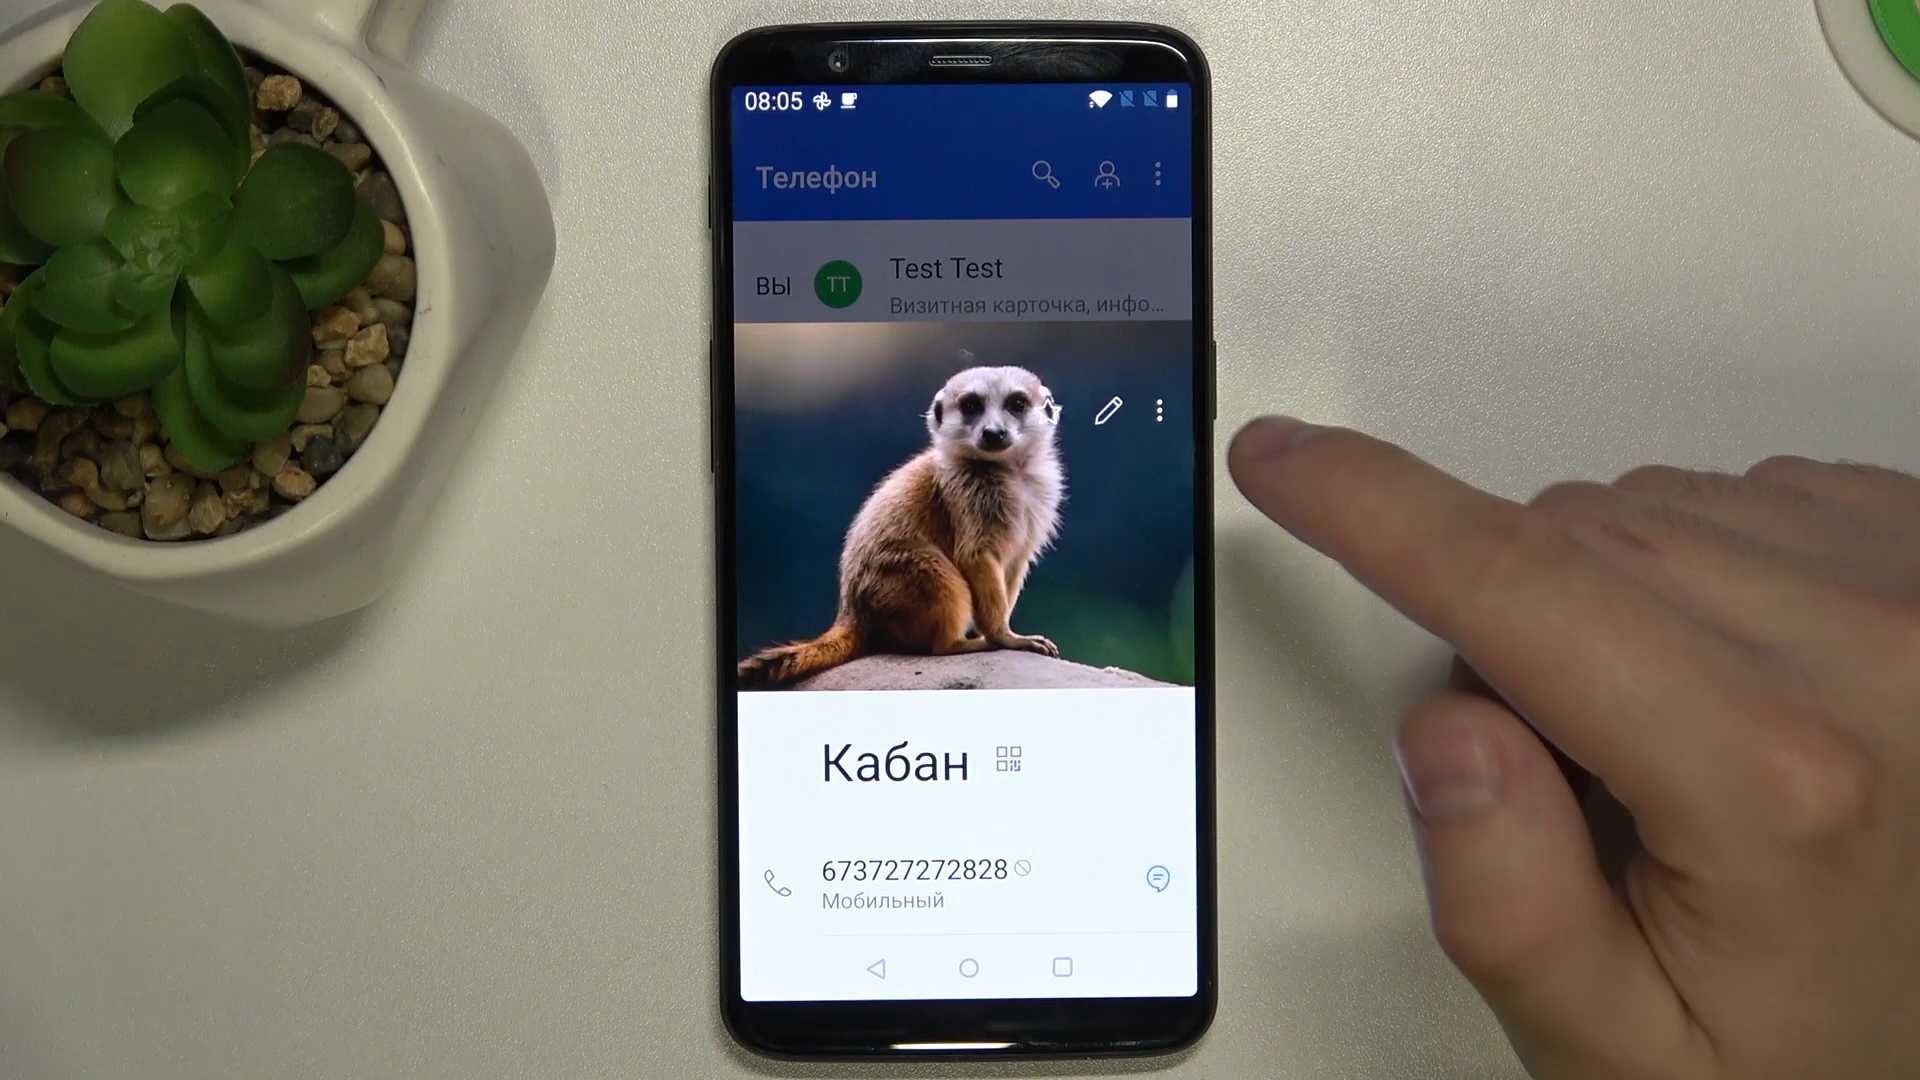 08:05
Телефон
ВЫ
TT
Test Test
Визитная карточка, инфо...
Кабан
673727272828
Мобильный